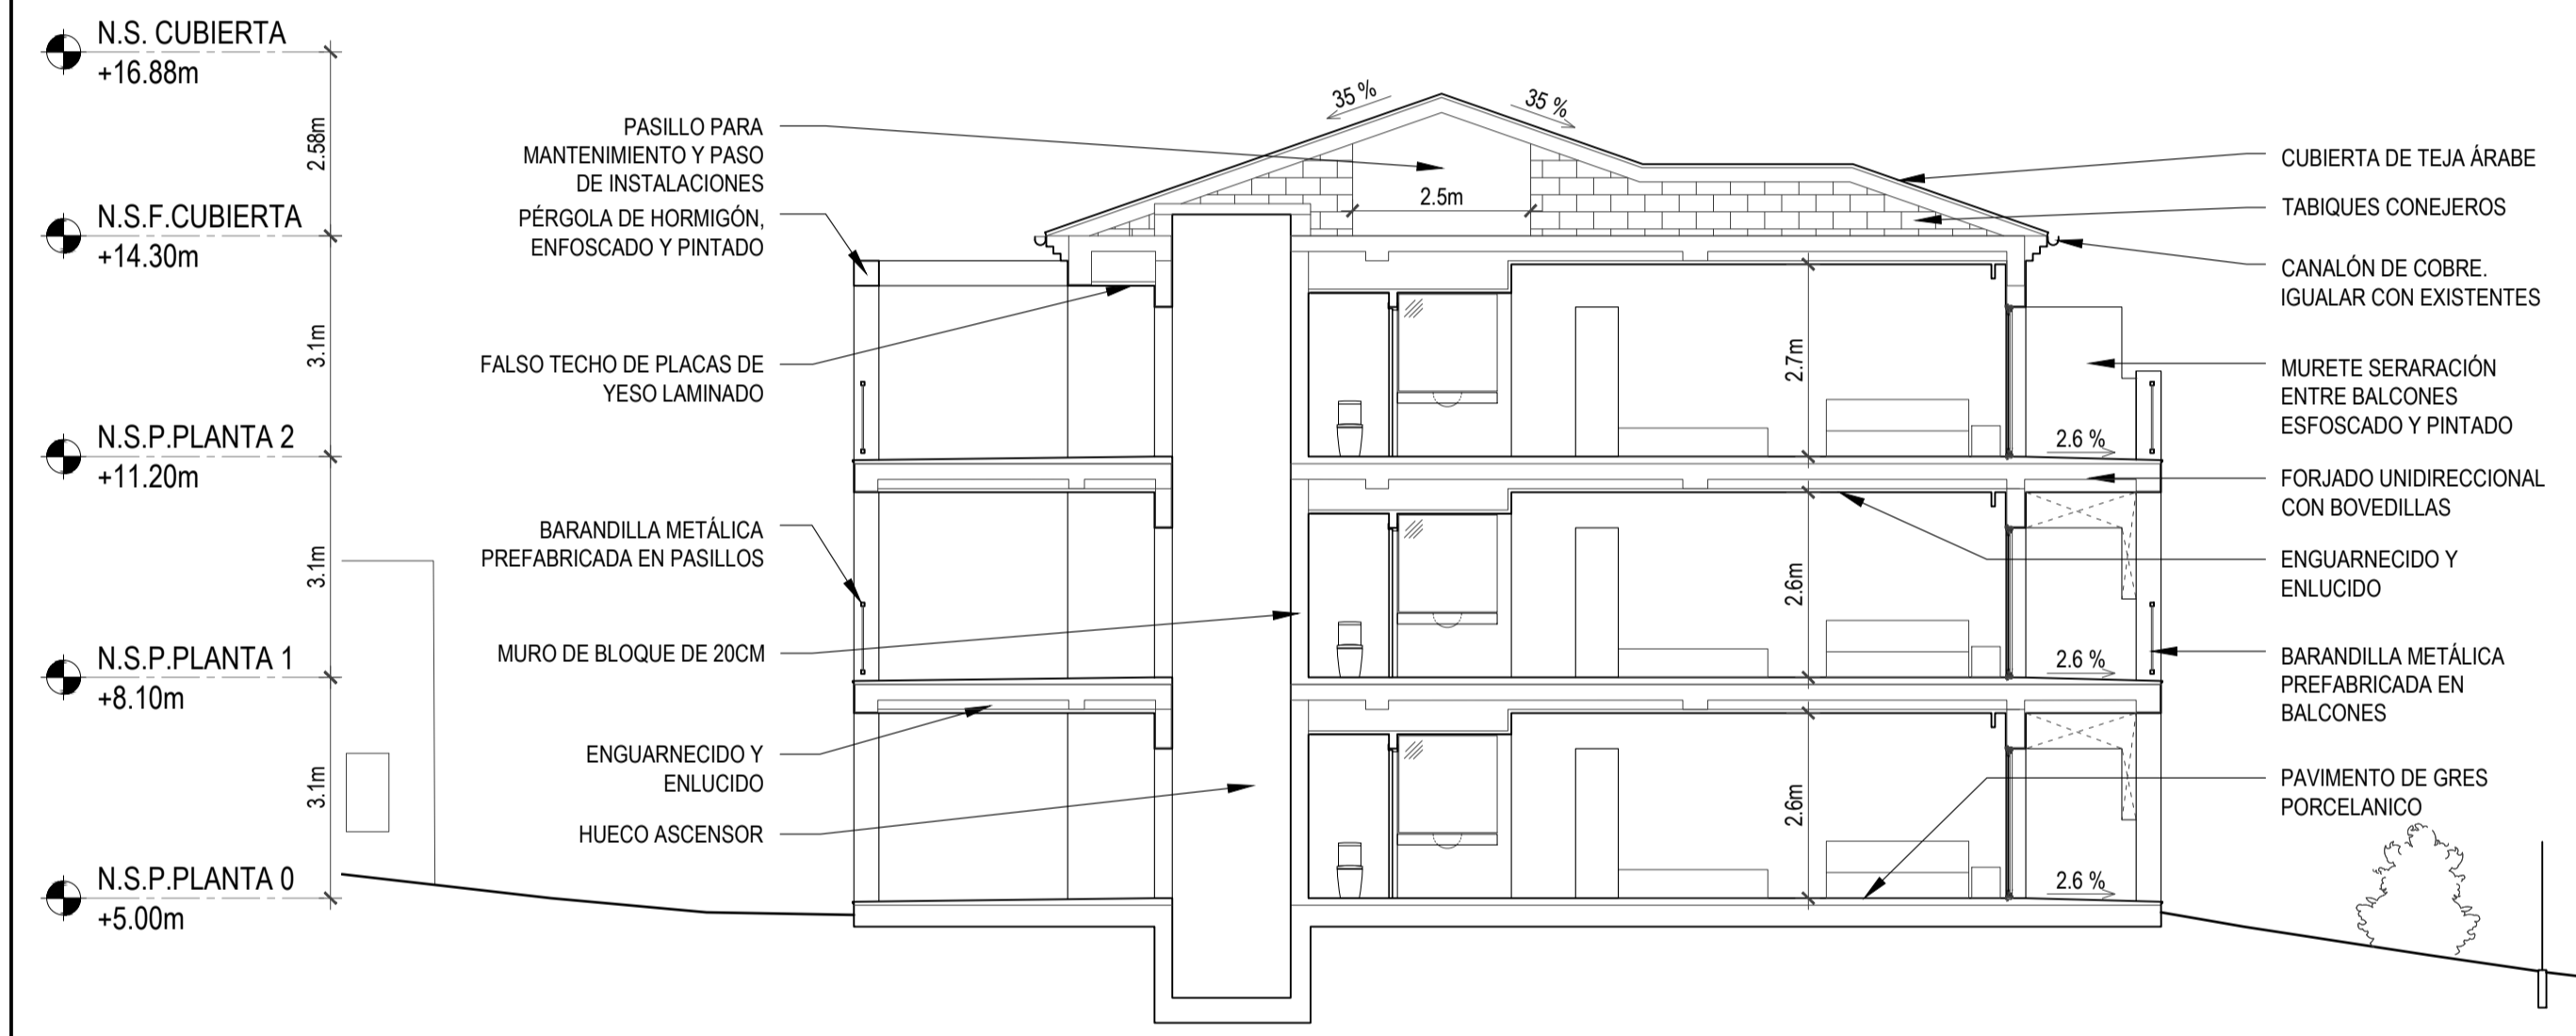 N.S. CUBIERTA
+16.88m
2.58m
N.S.F.CUBIERTA
+14.30m
3.1m
N.S.P.PLANTA 2
+11.20m
3.1m
N.S.P.PLANTA 1
+8.10m
3.1m
N.S.P.PLANTA 0
+5.00m
PASILLO PARA
MANTENIMIENTO Y PASO
DE INSTALACIONES
PÉRGOLA DE HORMIGÓN,
ENFOSCADO Y PINTADO
FALSO TECHO DE PLACAS DE
YESO LAMINADO
BARANDILLA METÁLICA
PREFABRICADA EN PASILLOS
MURO DE BLOQUE DE 20CM
ENGUARNECIDO Y
ENLUCIDO
HUECO ASCENSOR
35 %
35 %
2.5m
2.7m
2.6m
2.6m
2.6 %
2.6 %
2.6 %
CUBIERTA DE TEJA ÁRABE
TABIQUES CONEJEROS
CANALÓN DE COBRE.
IGUALAR CON EXISTENTES
MURETE SERARACIÓN
ENTRE BALCONES
ESFOSCADO Y PINTADO
FORJADO UNIDIRECCIONAL
CON BOVEDILLAS
ENGUARNECIDO Y
ENLUCIDO
BARANDILLA METÁLICA
PREFABRICADA EN
BALCONES
PAVIMENTO DE GRES
PORCELANICO